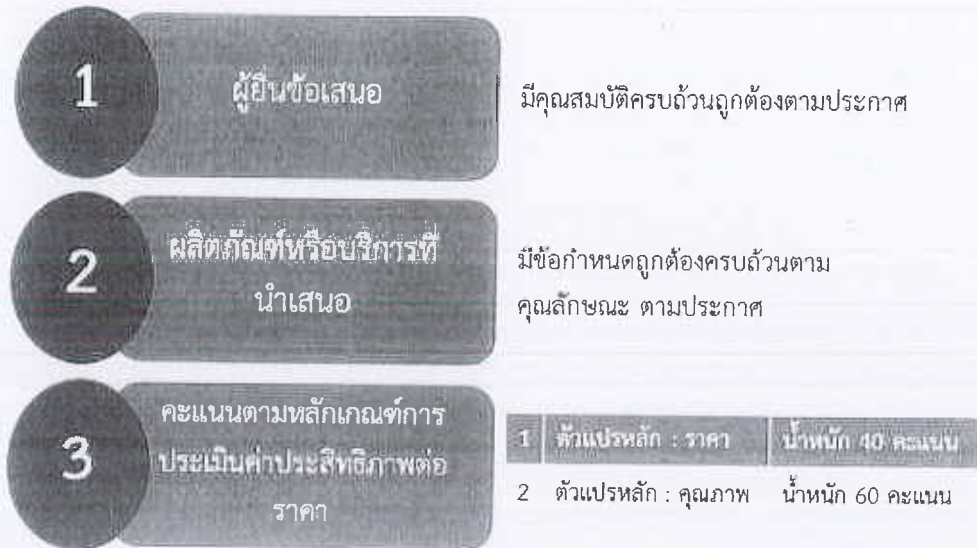 1
ผู้ยื่นข้อเสนอ
มีคุณสมบัติครบถ้วนถูกต้องตามประกาศ
2
ผลิตภัณฑ์หรือบริการที่
นำเสนอ
มีข้อกำหนดถูกต้องครบถ้วนตาม
คุณลักษณะ ตามประกาศ
3
คะแนนตามหลักเกณฑ์การ
ประเมินค่าประสิทธิภาพต่อ
ราคา
1 ตัวแปรหลัก : ราคา น้ำหนัก 40 คะแนน
2 ตัวแปรหลัก : คุณภาพ น้ำหนัก 60 คะแนน